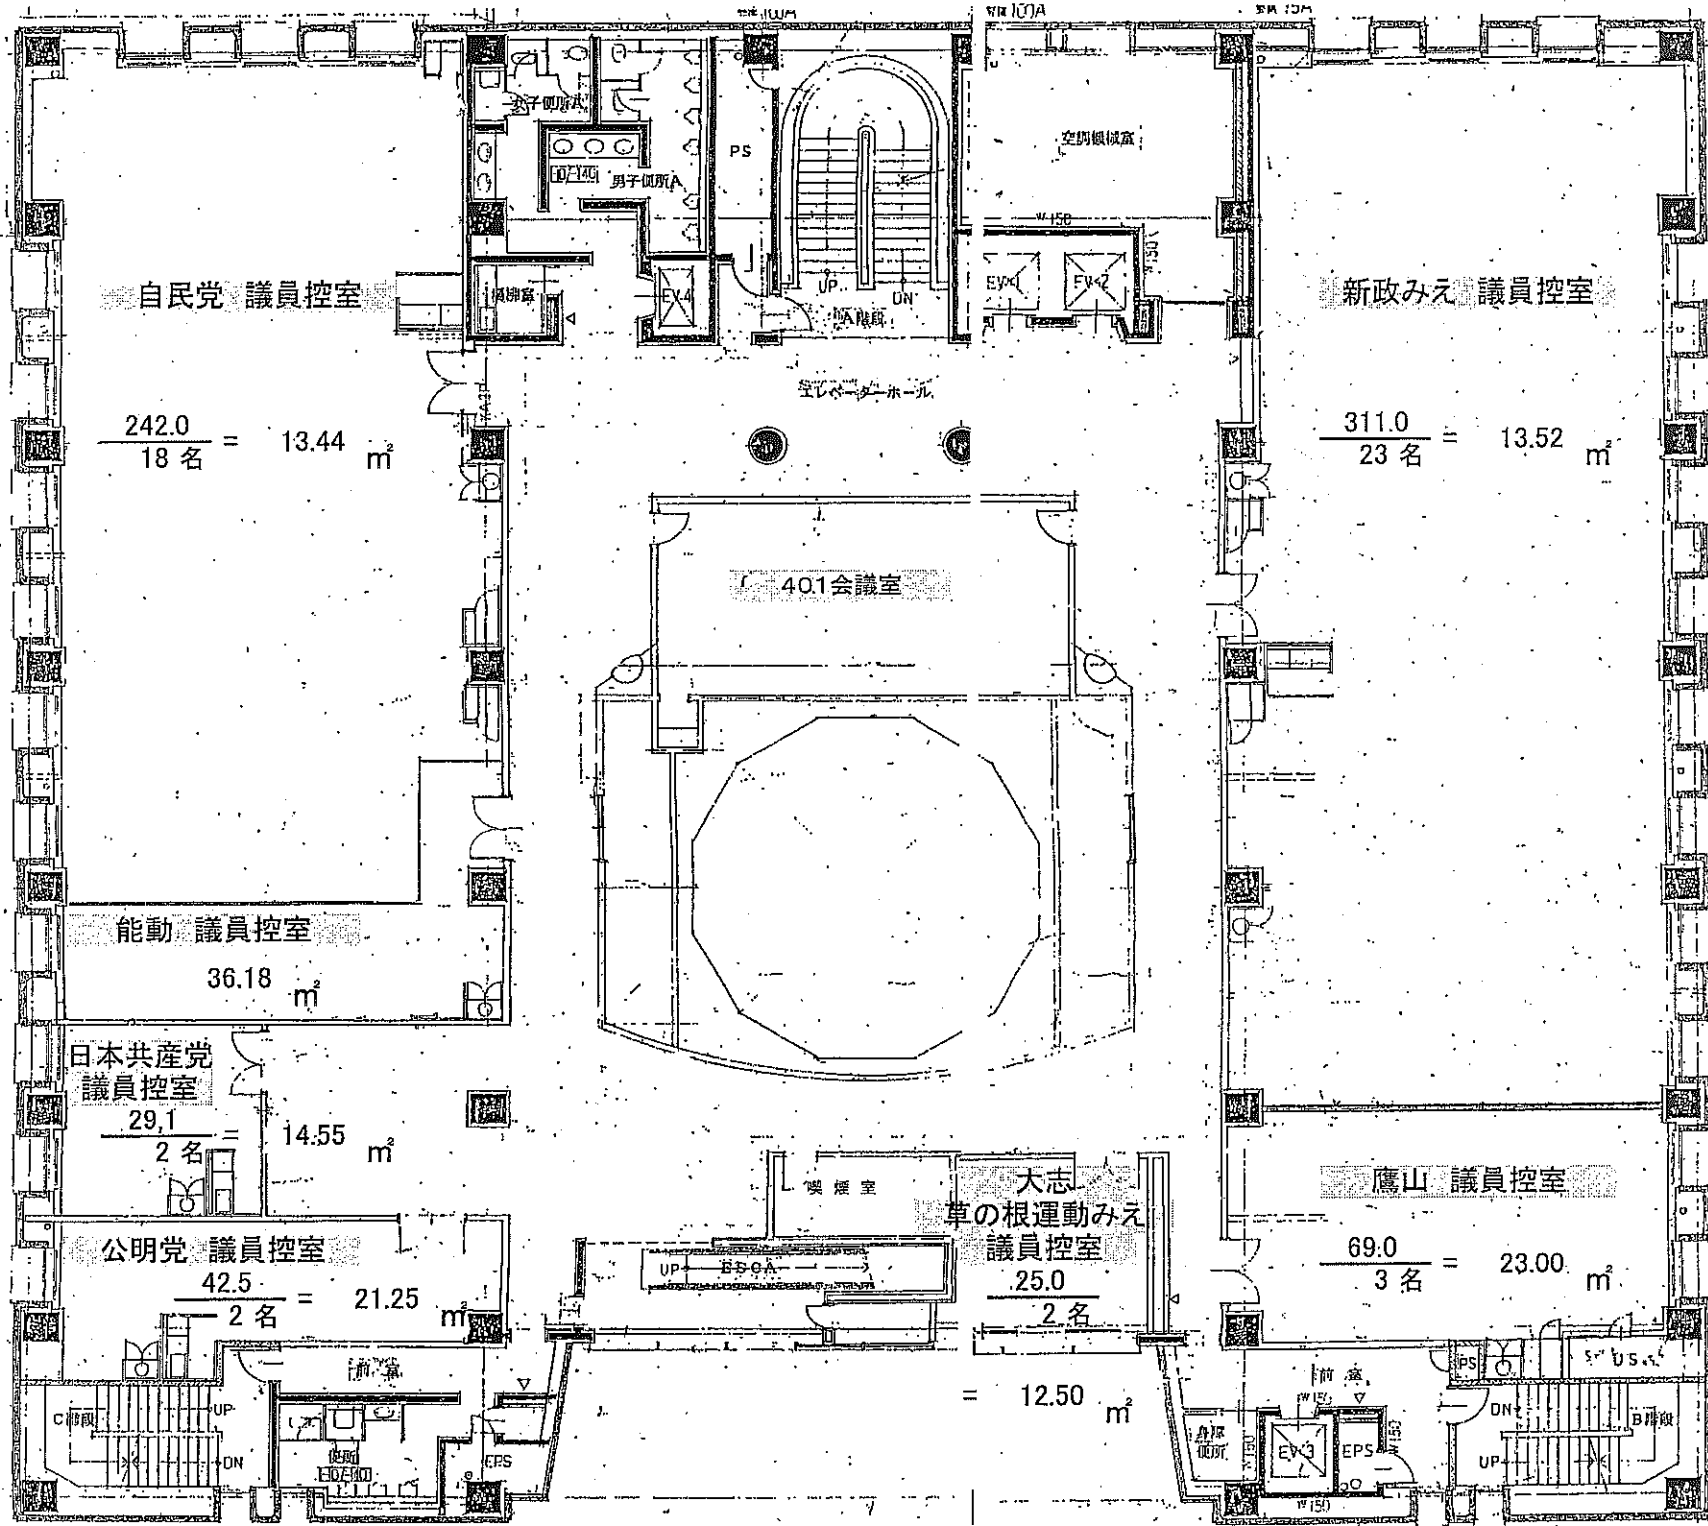 女子便所A
男子便所A
PS
空調機械室
W150
W150
EV-1
EV-2
EV-4
UP
DN
A階段
エレベーターホール
自民党 議員控室
242.0
18 名
= 13.44 ㎡
新政みえ 議員控室
311.0
23 名
= 13.52 ㎡
401会議室
能動 議員控室
36.18 ㎡
日本共産党
議員控室
29,1
2 名
= 14.55 ㎡
公明党 議員控室
42.5
2 名
= 21.25 ㎡
喫煙室
UP
ESCA
大志
草の根運動みえ
議員控室
25.0
2 名
= 12.50 ㎡
鷹山 議員控室
69.0
3 名
= 23.00 ㎡
前室
C階段
UP
DN
便所
EPS
前室
PS
EV-3
EPS
W150
DN
UP
B階段